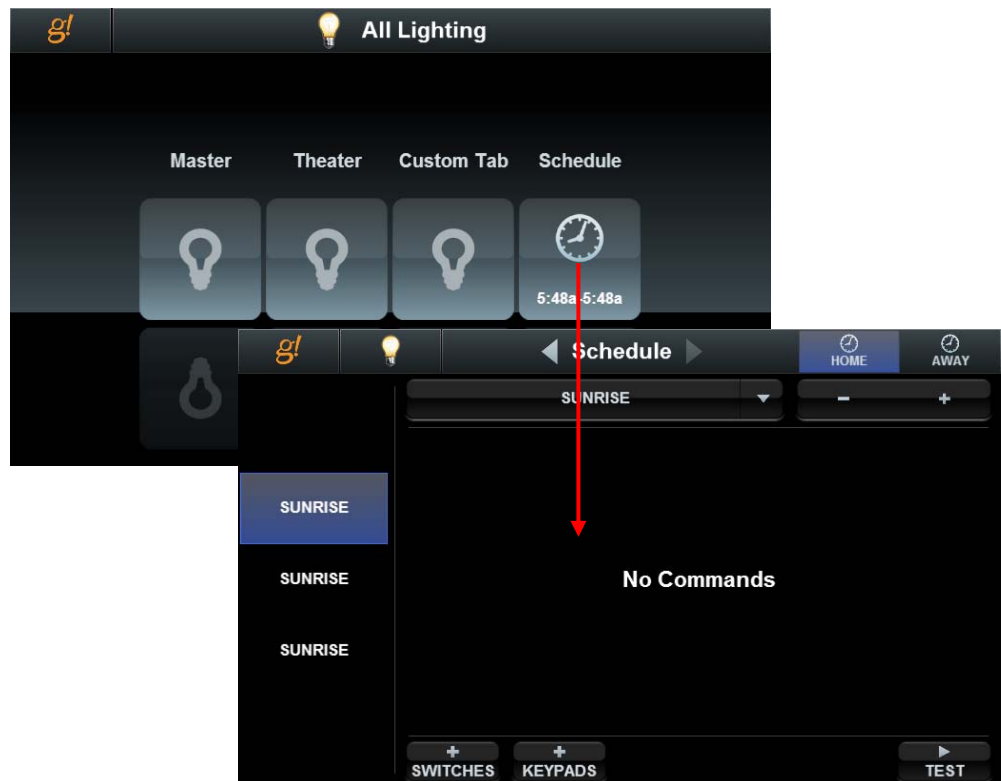 g! All Lighting
Master Theater Custom Tab Schedule
5:48a-5:48a
g! Schedule HOME AWAY
SUNRISE - +
SUNRISE
SUNRISE
No Commands
SUNRISE
+ SWITCHES + KEYPADS TEST